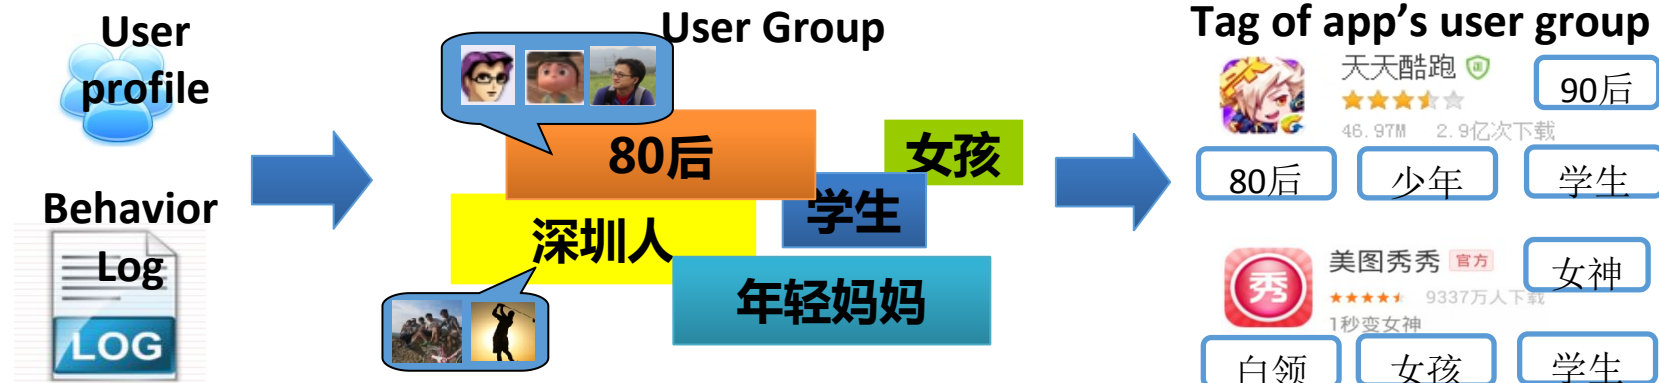 User
profile
Behavior
Log
LOG
User Group
80后
女孩
学生
深圳人
年轻妈妈
Tag of app's user group
天天酷跑
90后
46.97M 2.9亿次下载
80后
少年
学生
美图秀秀 官方
女神
秀
9337万人下载
1秒变女神
白领
女孩
学生